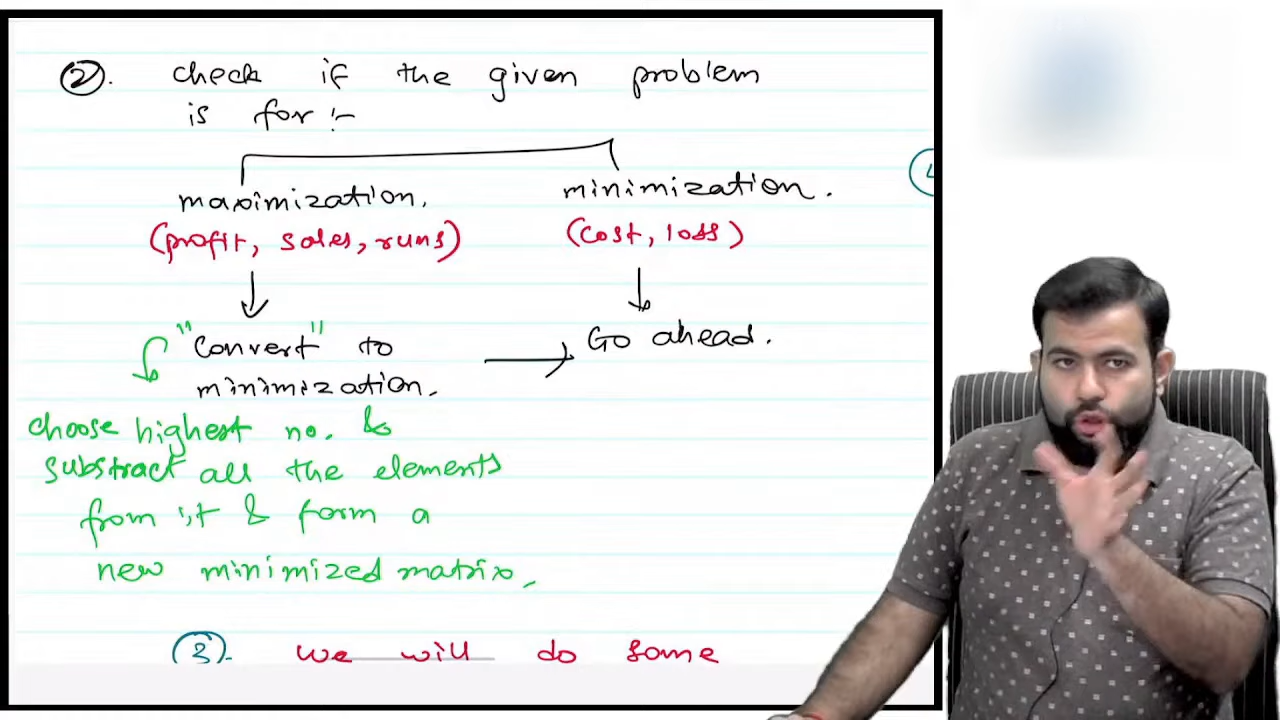 ②. check if the given problem
is for :-
maximization. minimization.
(profit, sales, runs) (cost, loss)
"Convert" to Go ahead.
minimization.
choose highest no. &
substract all the elements
from it & form a
new minimized matrix.
③. we will do some